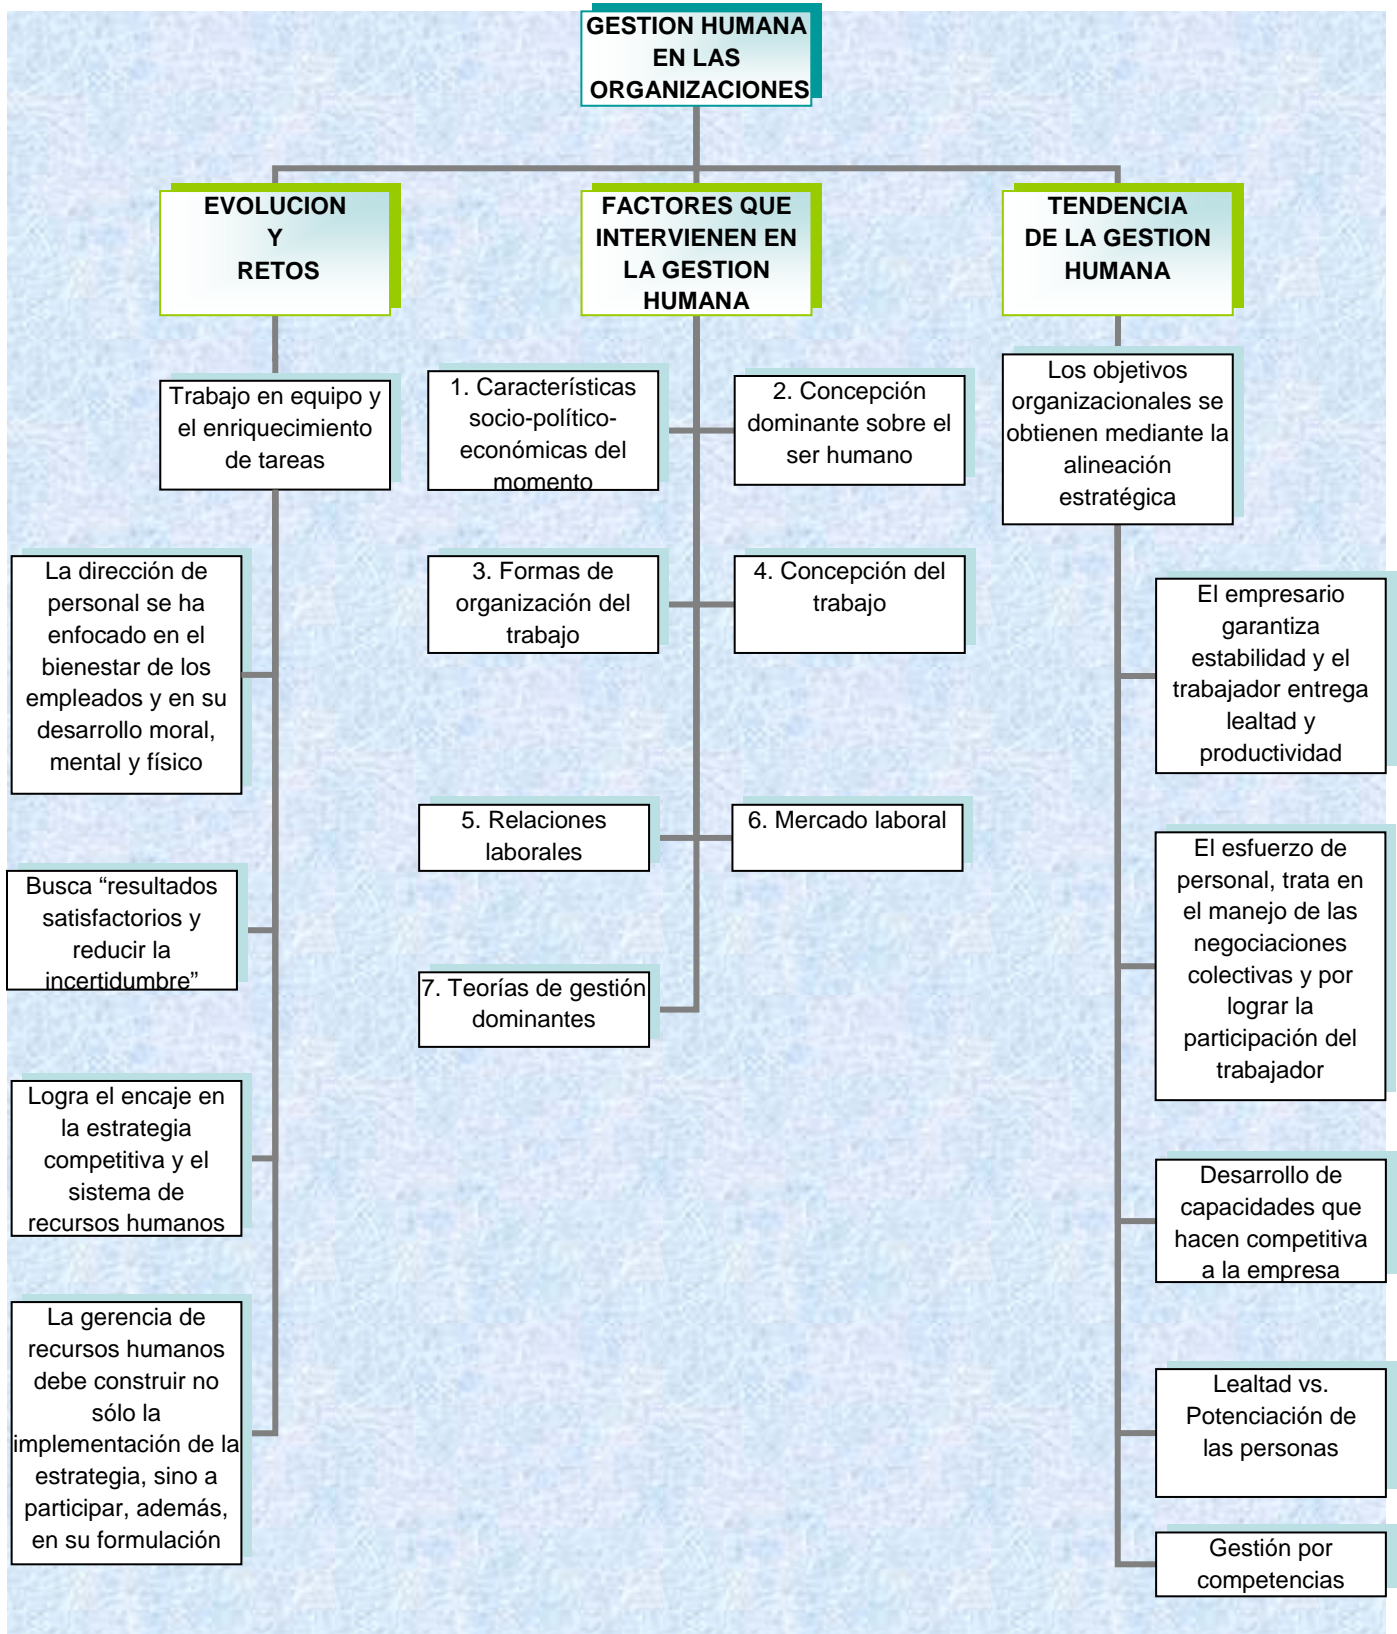 GESTION HUMANA
EN LAS
ORGANIZACIONES
EVOLUCION
Y
RETOS
FACTORES QUE
INTERVIENEN EN
LA GESTION
HUMANA
TENDENCIA
DE LA GESTION
HUMANA
Trabajo en equipo y
el enriquecimiento
de tareas
La dirección de
personal se ha
enfocado en el
bienestar de los
empleados y en su
desarrollo moral,
mental y físico
Busca “resultados
satisfactorios y
reducir la
incertidumbre”
Logra el encaje en
la estrategia
competitiva y el
sistema de
recursos humanos
La gerencia de
recursos humanos
debe construir no
sólo la
implementación de la
estrategia, sino a
participar, además,
en su formulación
1. Característícas
socio-político-
económicas del
momento
2. Concepción
dominante sobre el
ser humano
3. Formas de
organización del
trabajo
4. Concepción del
trabajo
5. Relaciones
laborales
6. Mercado laboral
7. Teorías de gestión
dominantes
Los objetivos
organizacionales se
obtienen mediante la
alineación
estratégica
El empresario
garantiza
estabilidad y el
trabajador entrega
lealtad y
productividad
El esfuerzo de
personal, trata en
el manejo de las
negociaciones
colectivas y por
lograr la
participación del
trabajador
Desarrollo de
capacidades que
hacen competitiva
a la empresa
Lealtad vs.
Potenciación de
las personas
Gestión por
competencias